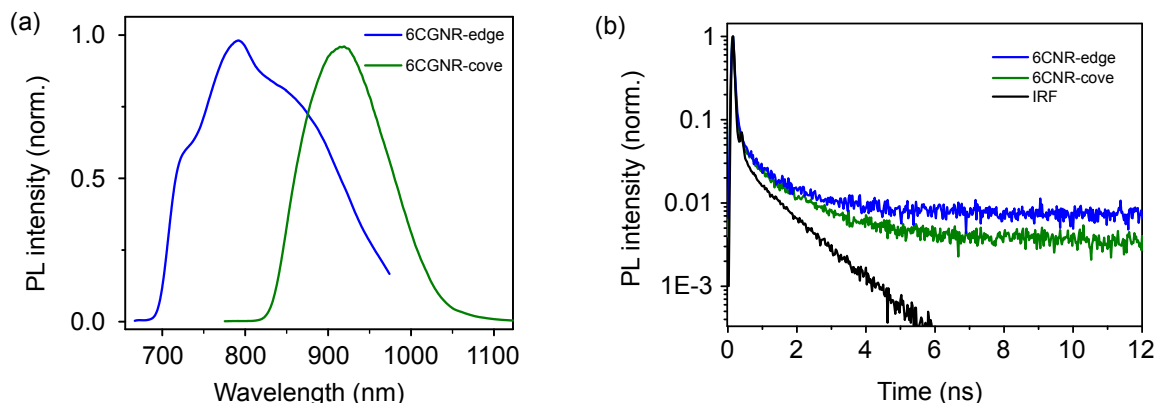 (a)
PL intensity (norm.)
1.0
0.5
0.0
6CGNR-edge
6CGNR-cove
700 800 900 1000 1100
Wavelength (nm)
(b)
PL intensity (norm.)
1
0.1
0.01
1E-3
6CNR-edge
6CNR-cove
IRF
0 2 4 6 8 10 12
Time (ns)